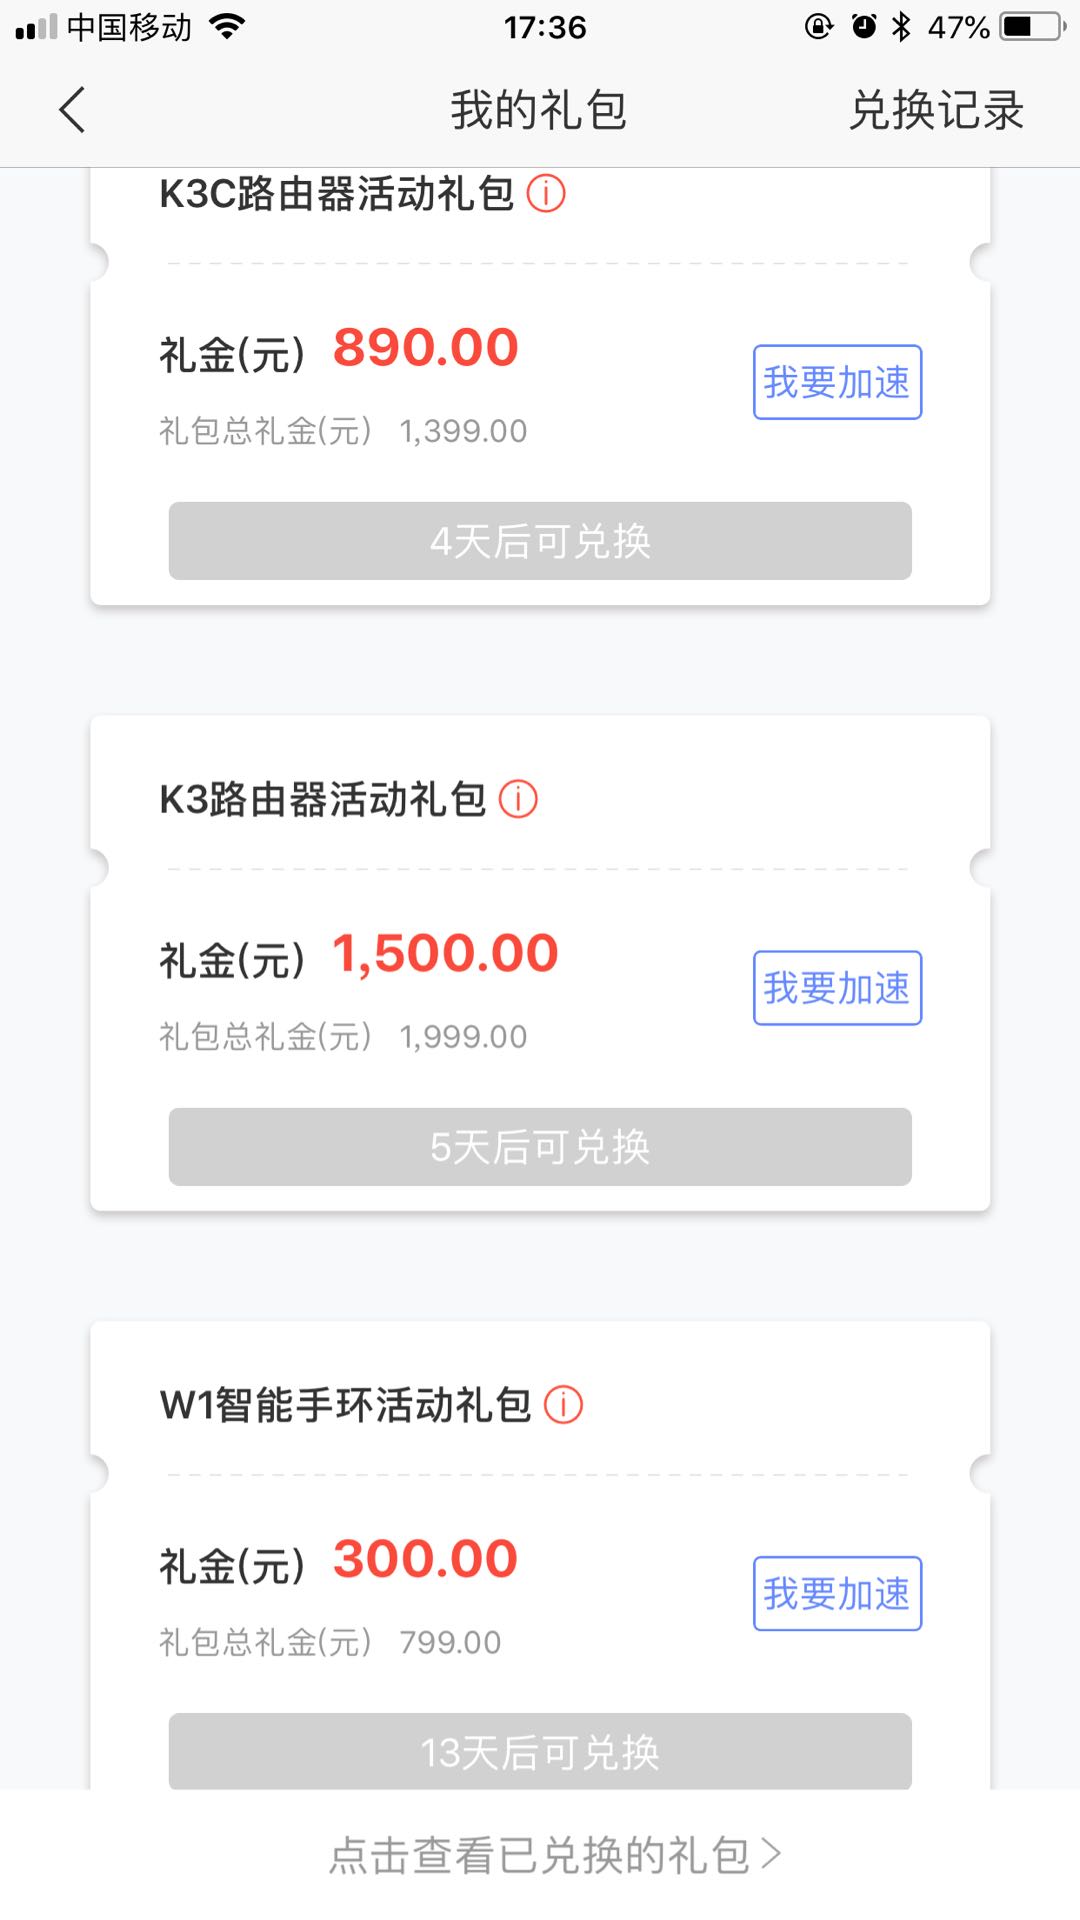 中国移动 17:36 47%
我的礼包 兑换记录
K3C路由器活动礼包
礼金(元) 890.00
我要加速
礼包总礼金(元) 1,399.00
4天后可兑换
K3路由器活动礼包
礼金(元) 1,500.00
我要加速
礼包总礼金(元) 1,999.00
5天后可兑换
W1智能手环活动礼包
礼金(元) 300.00
我要加速
礼包总礼金(元) 799.00
13天后可兑换
点击查看已兑换的礼包